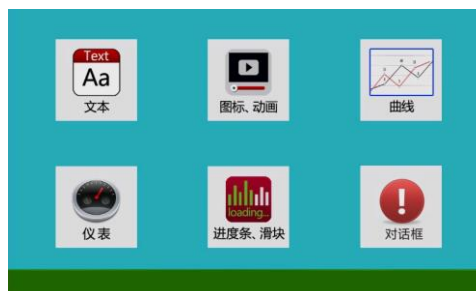 Text
Aa
文本
图标、动画
曲线
仪表
loading...
进度条、滑块
对话框